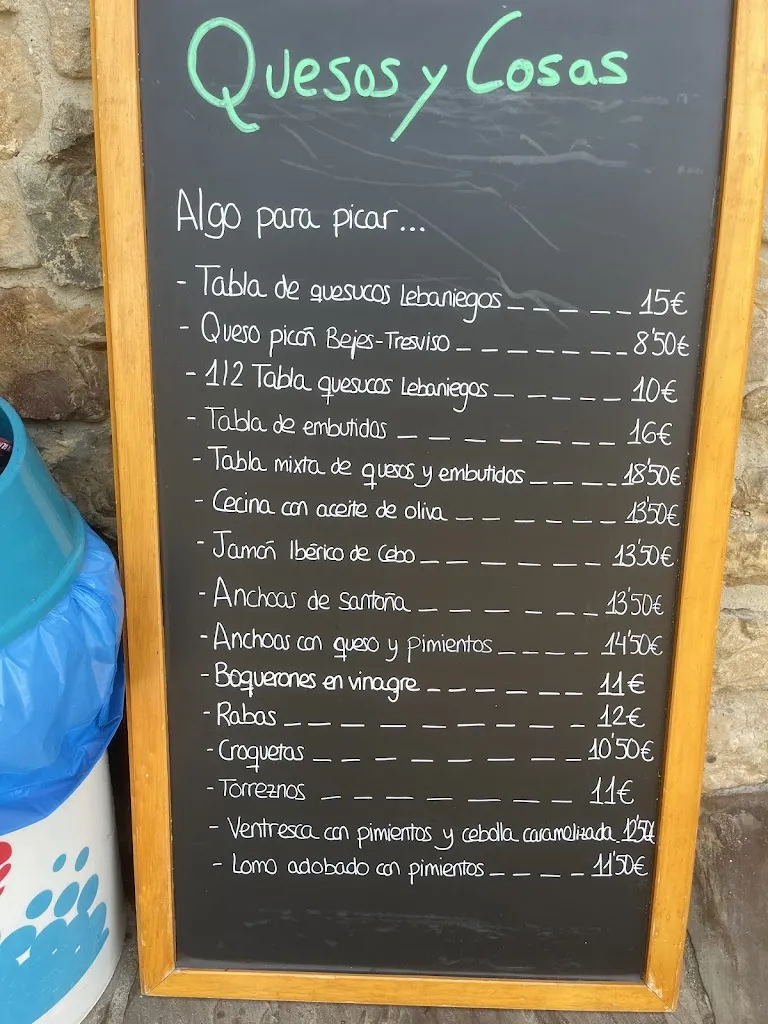 Quesos y Cosas
Algo para picar...
- Tabla de quesucos Lebaniegos _ _ _ _ _ 15€
- Queso picón Bejes-Tresviso _ _ _ _ _ _ _ 8'50€
- 1/2 Tabla quesucos Lebaniegos _ _ _ _ _ 10€
- Tabla de embutidos _ _ _ _ _ _ _ _ 16€
- Tabla mixta de quesos y embutidos _ _ _ _ 18'50€
- Cecina con aceite de oliva _ _ _ _ _ _ 13'50€
- Jamón Ibérico de Cebo _ _ _ _ _ _ _ 13'50€
- Anchoas de Santoña _ _ _ _ _ _ _ 13'50€
- Anchoas con queso y pimientos _ _ _ _ 14'50€
- Boquerones en vinagre _ _ _ _ _ _ 11€
- Rabas _ _ _ _ _ _ _ _ _ _ _ 12€
- Croquetas _ _ _ _ _ _ _ _ _ 10'50€
- Torreznos _ _ _ _ _ _ _ _ 11€
- Ventresca con pimientos y cebolla caramelizada 12'50€
- Lomo adobado con pimientos _ _ _ _ 11'50€